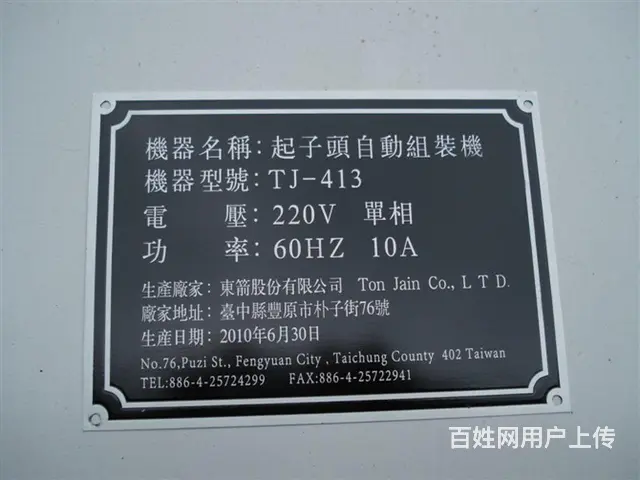 機器名稱：起子頭自動組裝機
機器型號：TJ-413
電　　壓：220V　單相
功　　率：60HZ　10A
生產廠家：東箭股份有限公司　Ton Jain Co., L T D.
廠家地址：臺中縣豐原市朴子街76號
生産日期：2010年6月30日
No.76,Puzi St., Fengyuan City , Taichung County 402 Taiwan
TEL:886-4-25724299　FAX:886-4-25722941
百姓网用户上传